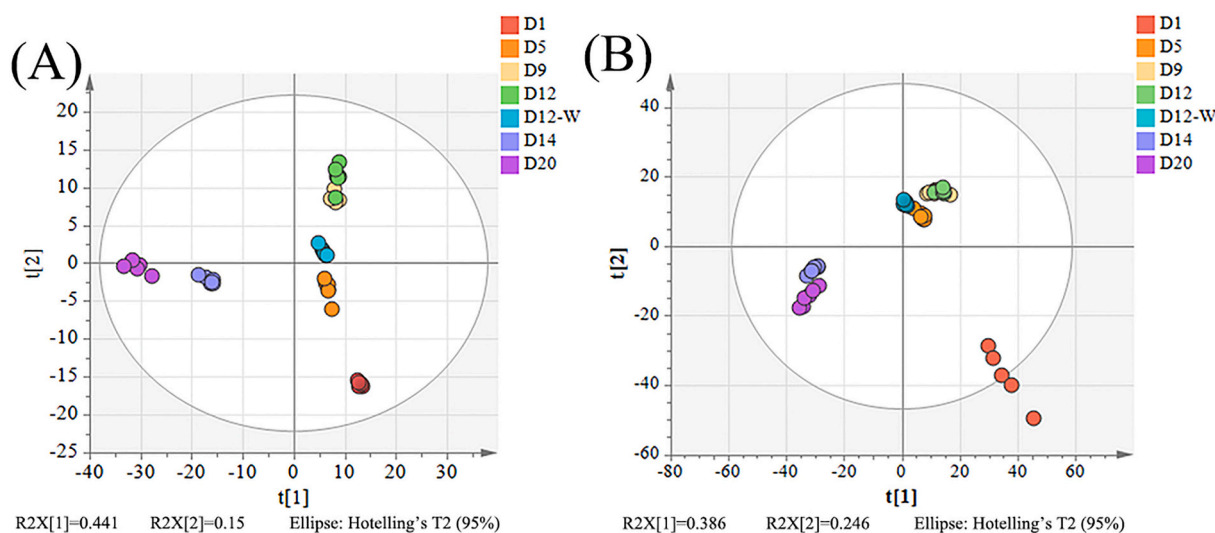 (A)
D1
D5
D9
D12
D12-W
D14
D20
t[2]
20
15
10
5
0
-5
-10
-15
-20
-25
-40 -30 -20 -10 0 10 20 30
t[1]
R2X[1]=0.441 R2X[2]=0.15 Ellipse: Hotelling's T2 (95%)
(B)
D1
D5
D9
D12
D12-W
D14
D20
t[2]
40
20
0
-20
-40
-60
-80 -60 -40 -20 0 20 40 60
t[1]
R2X[1]=0.386 R2X[2]=0.246 Ellipse: Hotelling's T2 (95%)